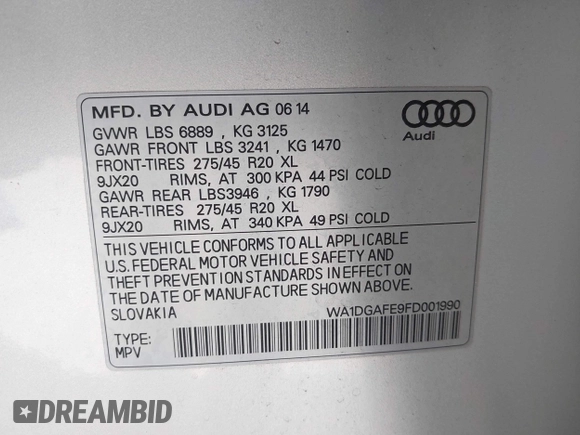 MFD. BY AUDI AG 06 14
GVWR LBS 6889 , KG 3125
GAWR FRONT LBS 3241 , KG 1470
FRONT-TIRES 275/45 R20 XL
9JX20 RIMS, AT 300 KPA 44 PSI COLD
GAWR REAR LBS3946 , KG 1790
REAR-TIRES 275/45 R20 XL
9JX20 RIMS, AT 340 KPA 49 PSI COLD
Audi
THIS VEHICLE CONFORMS TO ALL APPLICABLE
U.S. FEDERAL MOTOR VEHICLE SAFETY AND
THEFT PREVENTION STANDARDS IN EFFECT ON
THE DATE OF MANUFACTURE SHOWN ABOVE.
SLOVAKIA WA1DGAFE9FD001990
TYPE:
MPV
DREAMBID